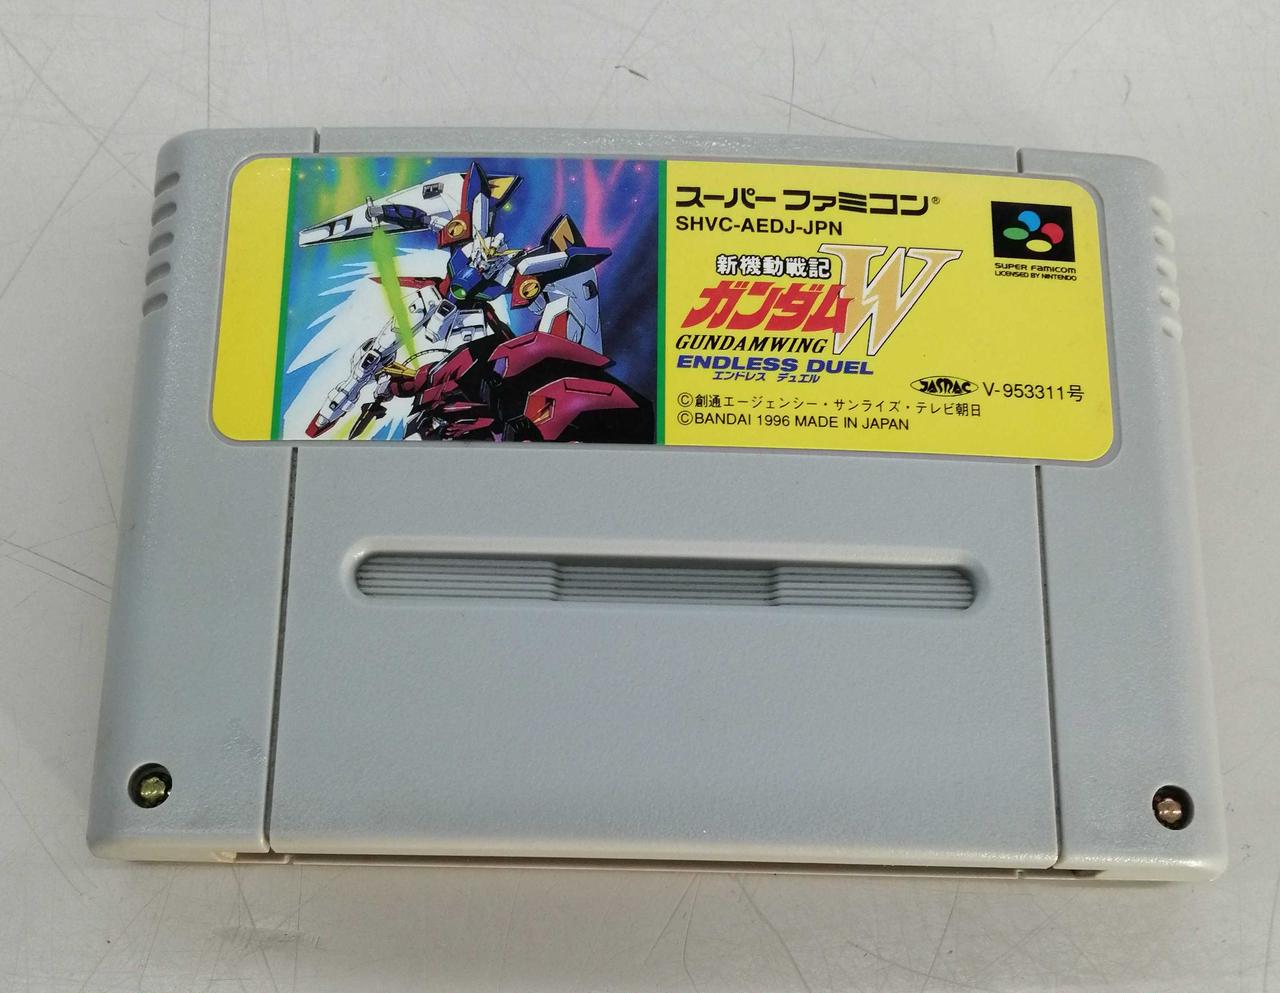 スーパーファミコン®
SHVC-AEDJ-JPN
新機動戦記
ガンダムW
GUNDAMWING
ENDLESS DUEL
エンドレス デュエル
SUPER FAMICOM
LICENSED BY NINTENDO
JASRAC V-953311号
©創通エージェンシー・サンライズ・テレビ朝日
©BANDAI 1996 MADE IN JAPAN